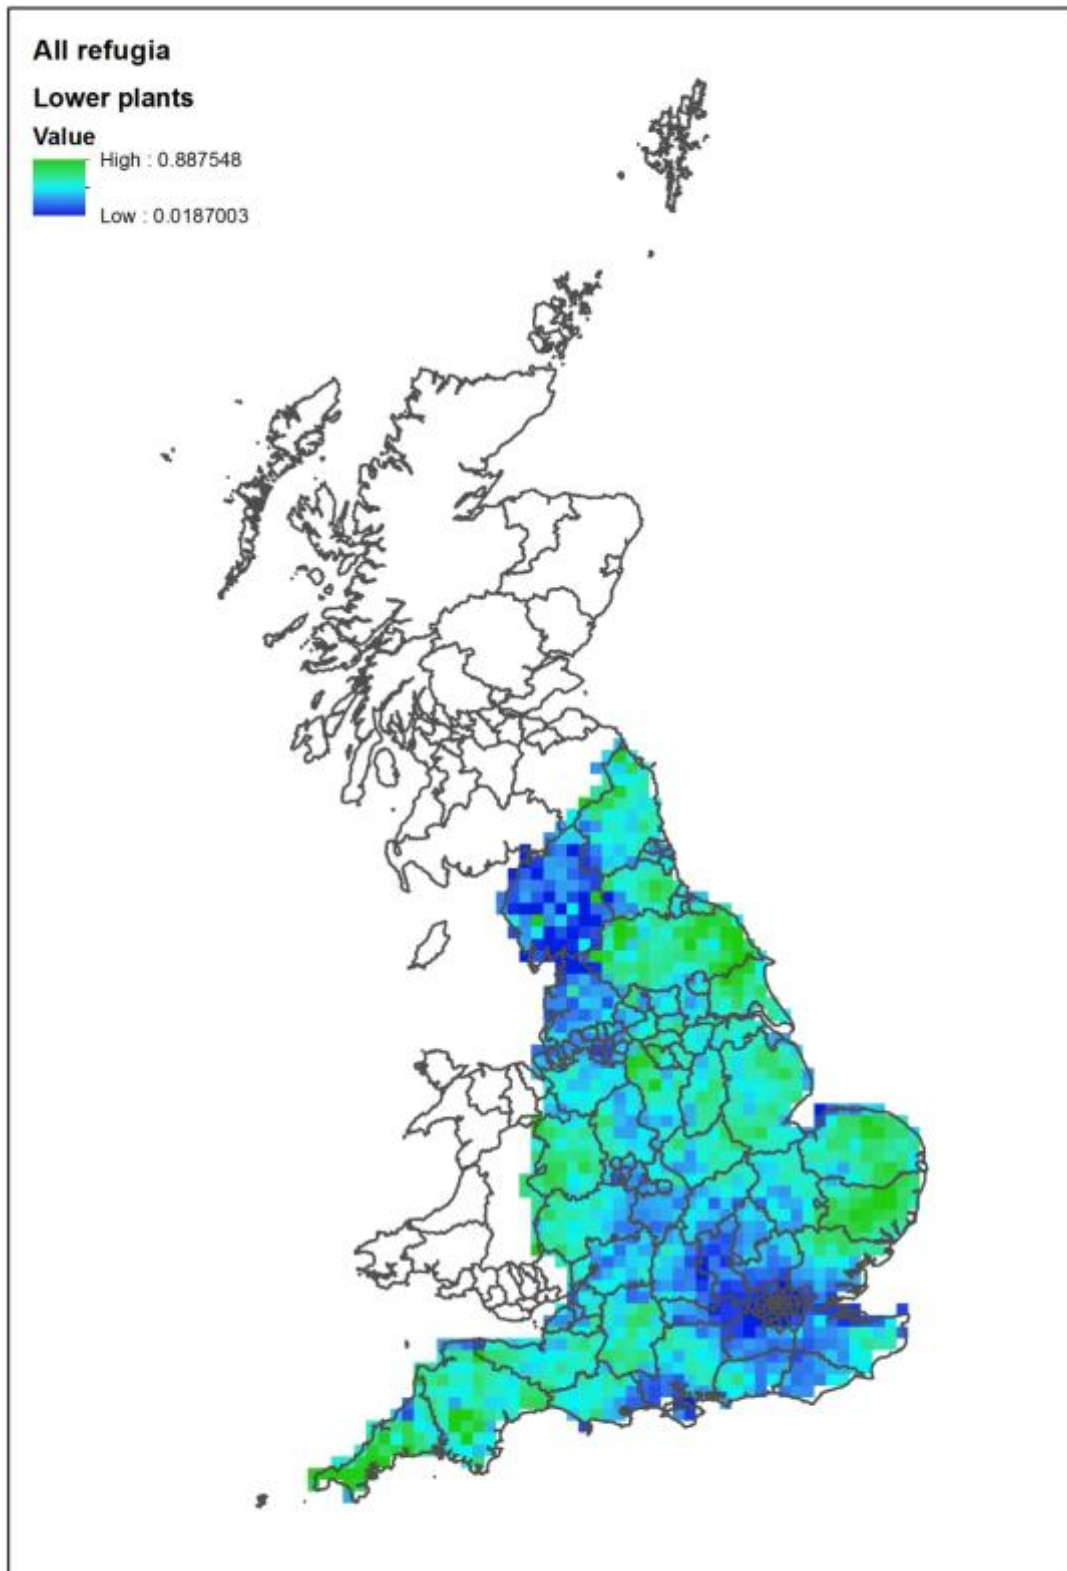 All refugia
Lower plants
Value
High : 0.887548
Low : 0.0187003